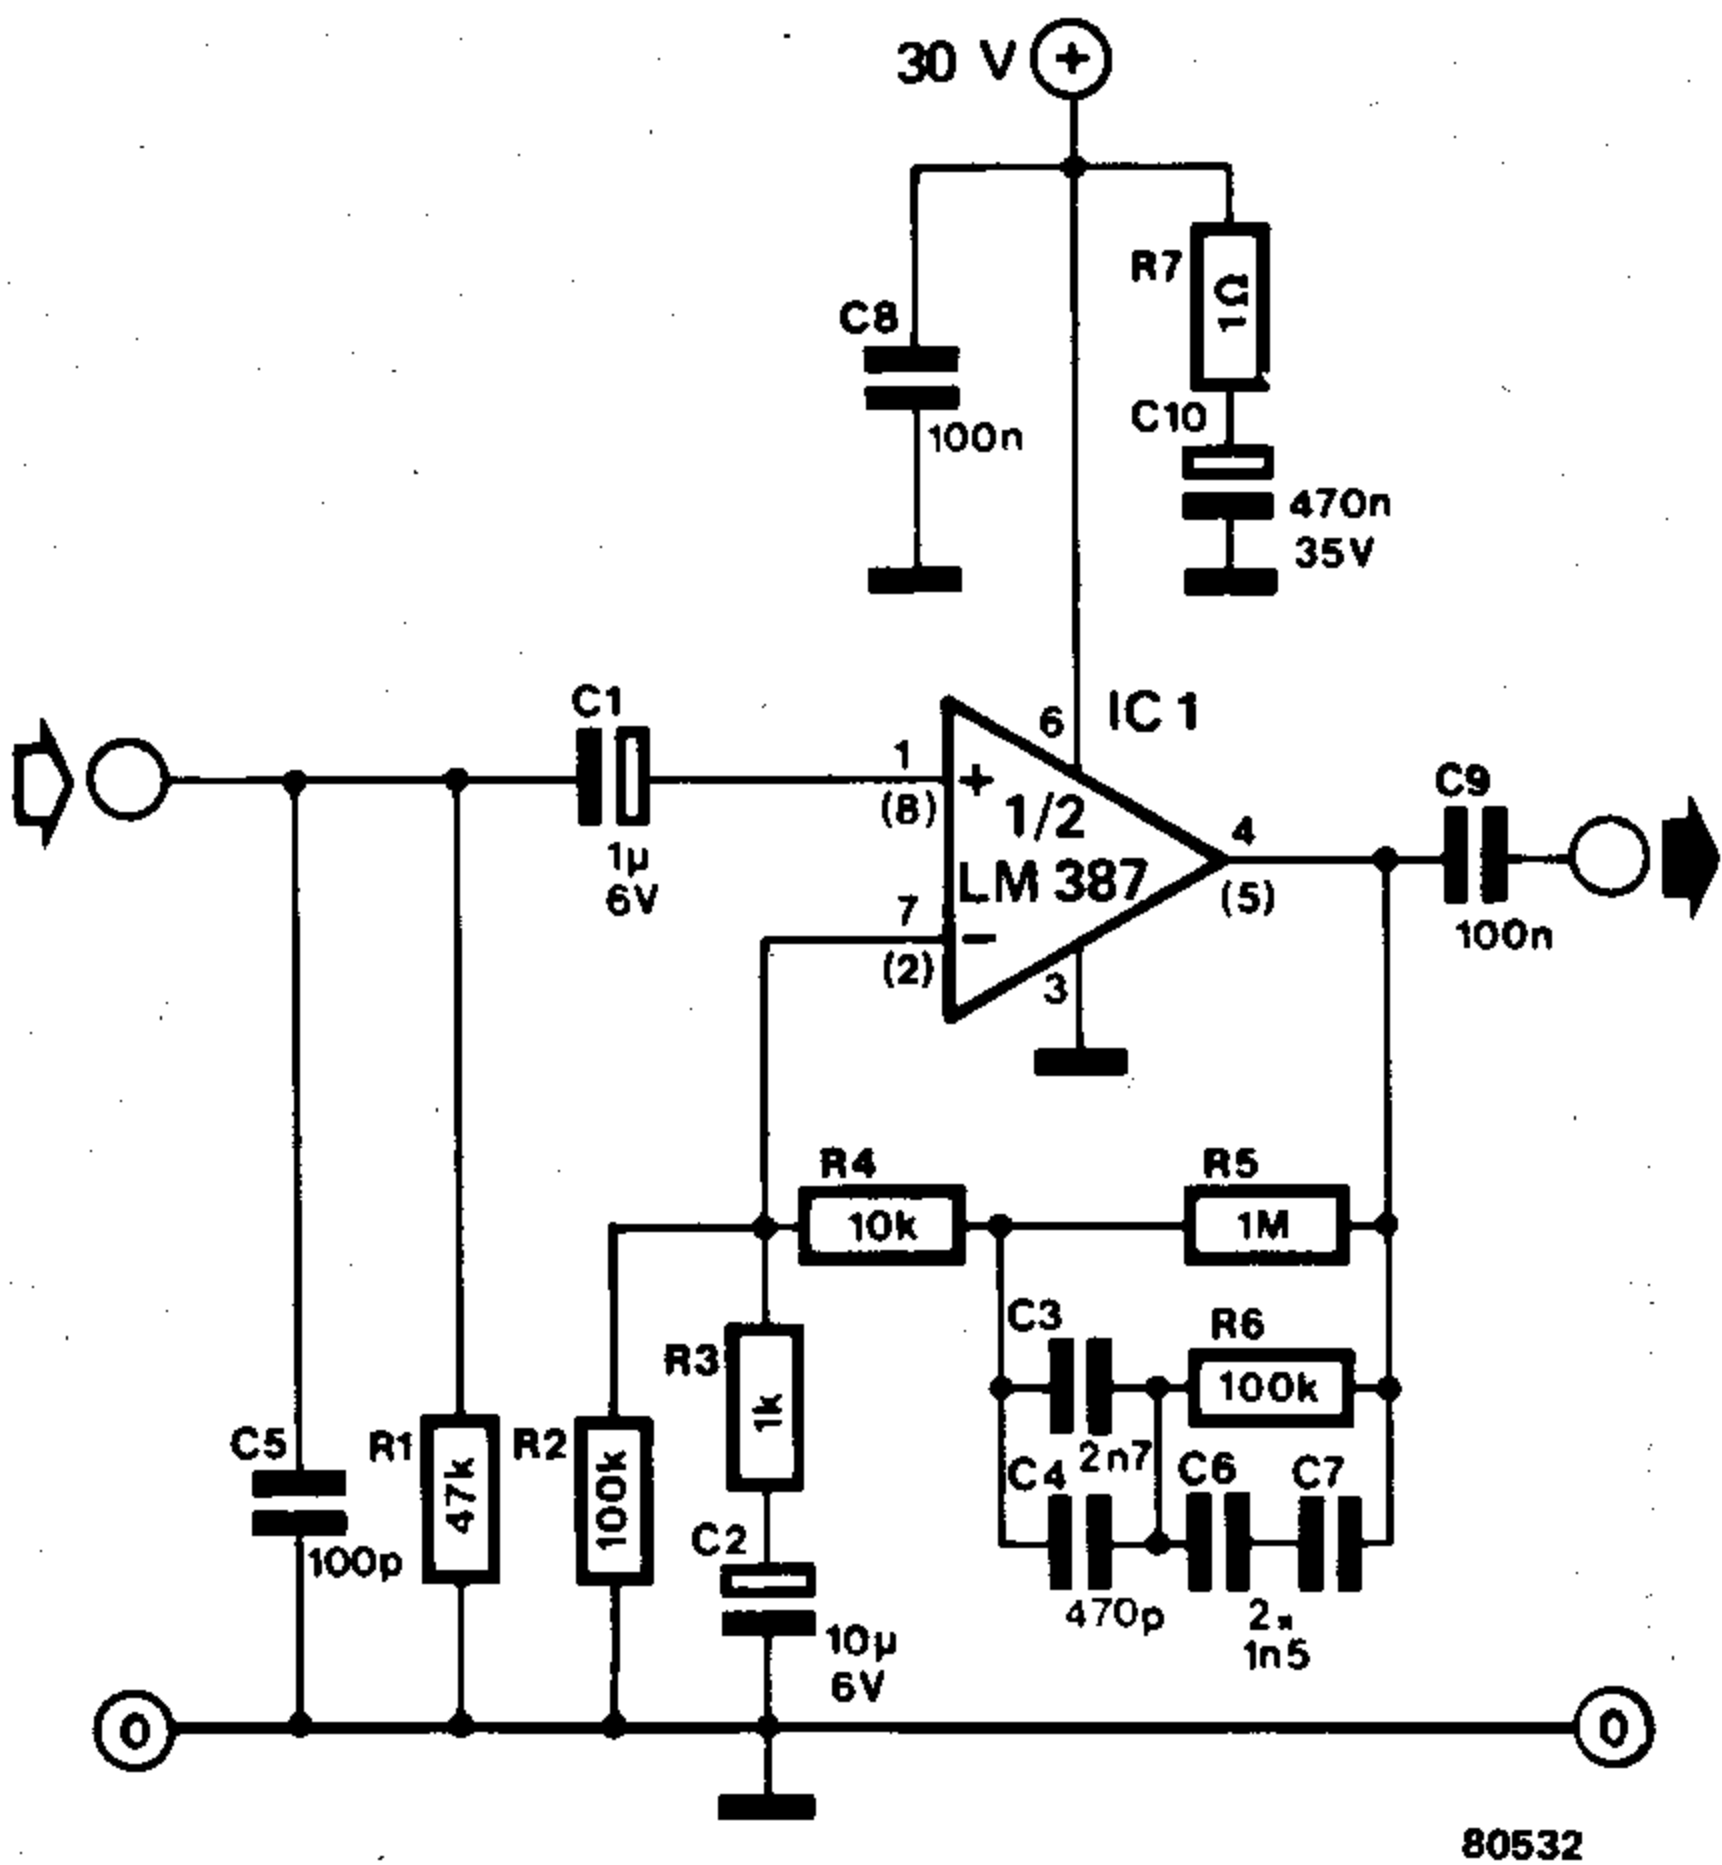 30 V +
R7
1Ω
C8
100n
C10
470n
35V
C1
1µ
6V
IC 1
6
1
(8)
+
1/2
LM 387
7
(2)
−
3
4
(5)
C9
100n
R4
10k
R5
1M
C3
2n7
R6
100k
R3
1k
C4
470p
C6
C7
2x
1n5
C5
100p
R1
47k
R2
100k
C2
10µ
6V
0
0
80532